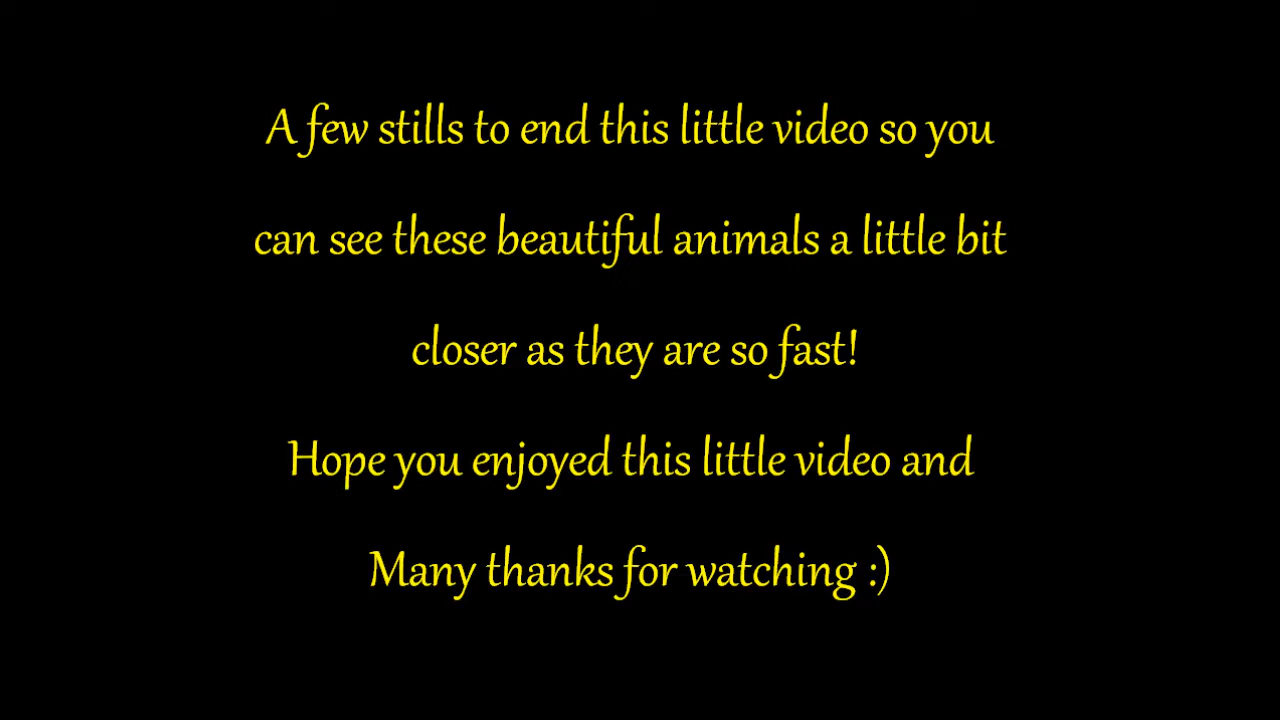 A few stills to end this little video so you
can see these beautiful animals a little bit
closer as they are so fast!
Hope you enjoyed this little video and
Many thanks for watching :)